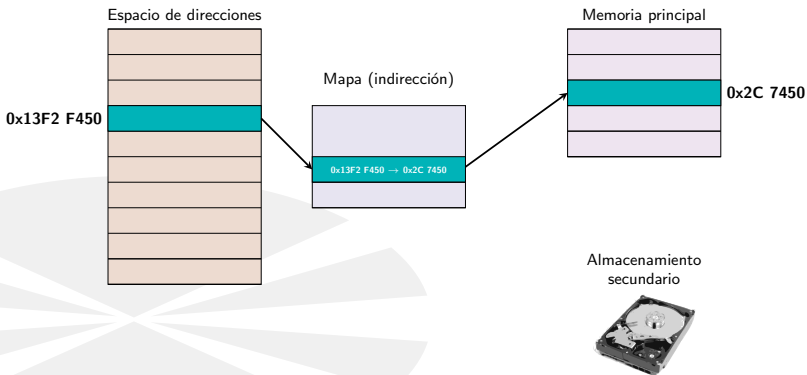 Espacio de direcciones
Memoria principal
Mapa (indirección)
0x13F2 F450
0x2C 7450
0x13F2 F450 → 0x2C 7450
Almacenamiento
secundario